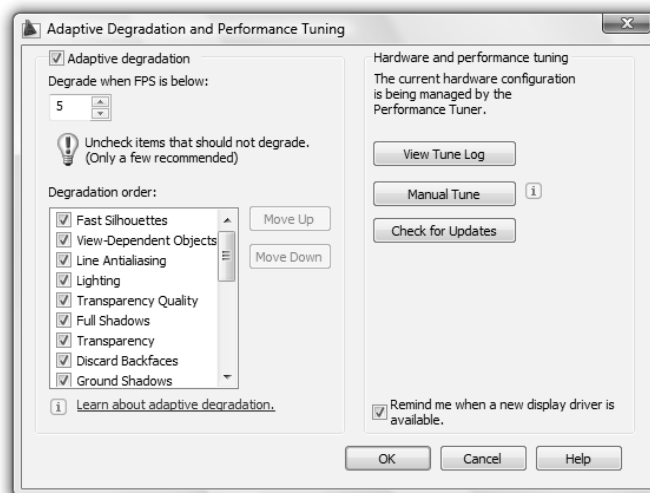 Adaptive Degradation and Performance Tuning
Adaptive degradation
Degrade when FPS is below:
5
Uncheck items that should not degrade.
(Only a few recommended)
Degradation order:
Fast Silhouettes
View-Dependent Objects
Line Antialiasing
Lighting
Transparency Quality
Full Shadows
Transparency
Discard Backfaces
Ground Shadows
Move Up
Move Down
Learn about adaptive degradation.
Hardware and performance tuning
The current hardware configuration
is being managed by the
Performance Tuner.
View Tune Log
Manual Tune
Check for Updates
Remind me when a new display driver is
available.
OK
Cancel
Help